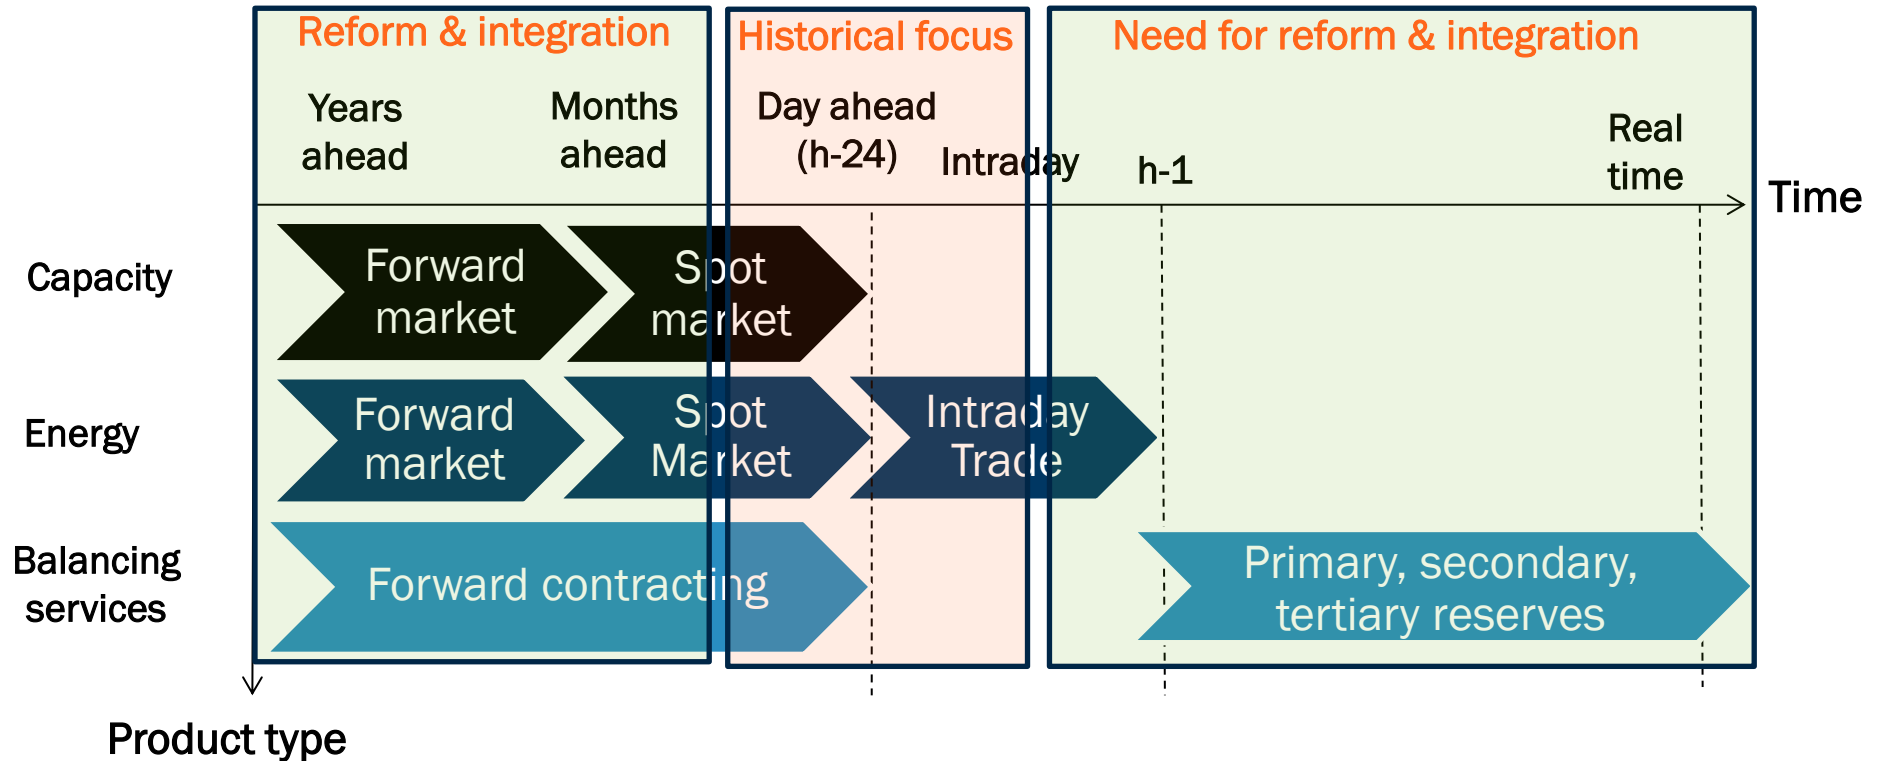 Reform & integration
Historical focus
Need for reform & integration
Years
ahead
Months
ahead
Day ahead
(h-24)
Intraday
h-1
Real
time
Time
Capacity
Forward
market
Spot
market
Energy
Forward
market
Spot
Market
Intraday
Trade
Balancing
services
Forward contracting
Primary, secondary,
tertiary reserves
Product type